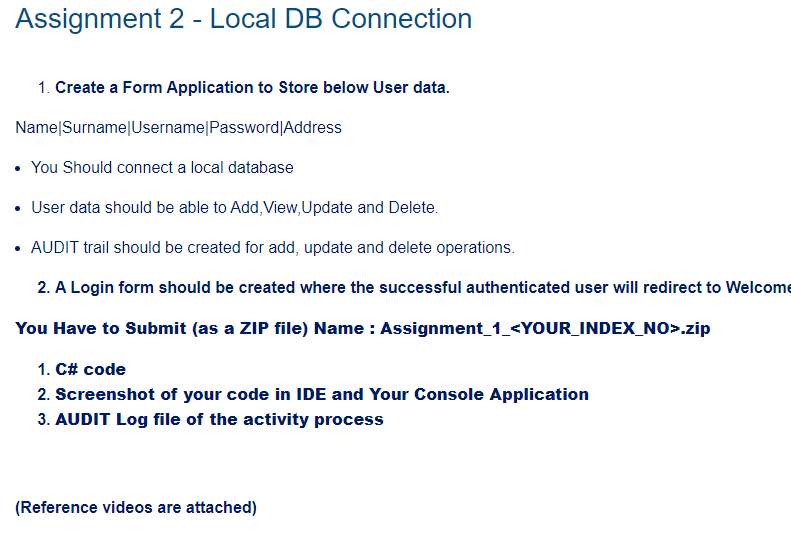 Assignment 2 - Local DB Connection
1. Create a Form Application to Store below User data.
Name|Surname|Username|Password|Address
• You Should connect a local database
• User data should be able to Add,View,Update and Delete.
• AUDIT trail should be created for add, update and delete operations.
2. A Login form should be created where the successful authenticated user will redirect to Welcome
You Have to Submit (as a ZIP file) Name : Assignment_1_<YOUR_INDEX_NO>.zip
1. C# code
2. Screenshot of your code in IDE and Your Console Application
3. AUDIT Log file of the activity process
(Reference videos are attached)